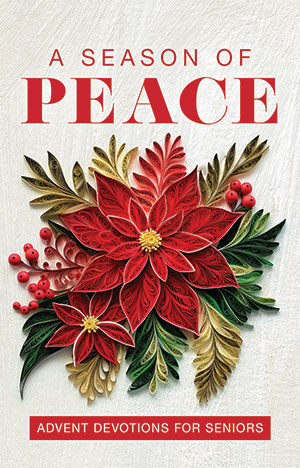 A SEASON OF
PEACE
ADVENT DEVOTIONS FOR SENIORS